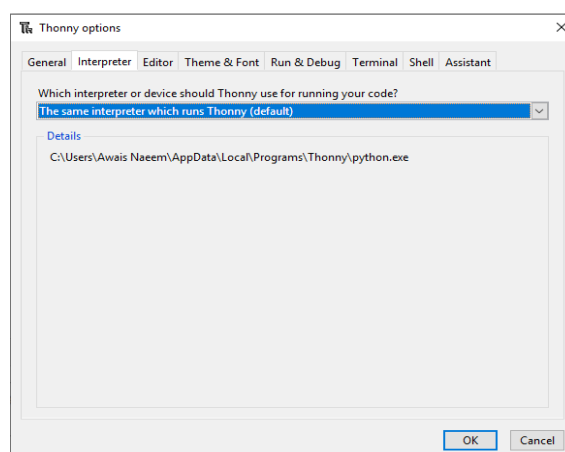 Thonny options
General Interpreter Editor Theme & Font Run & Debug Terminal Shell Assistant
Which interpreter or device should Thonny use for running your code?
The same interpreter which runs Thonny (default)
Details
C:\Users\Awais Naeem\AppData\Local\Programs\Thonny\python.exe
OK Cancel